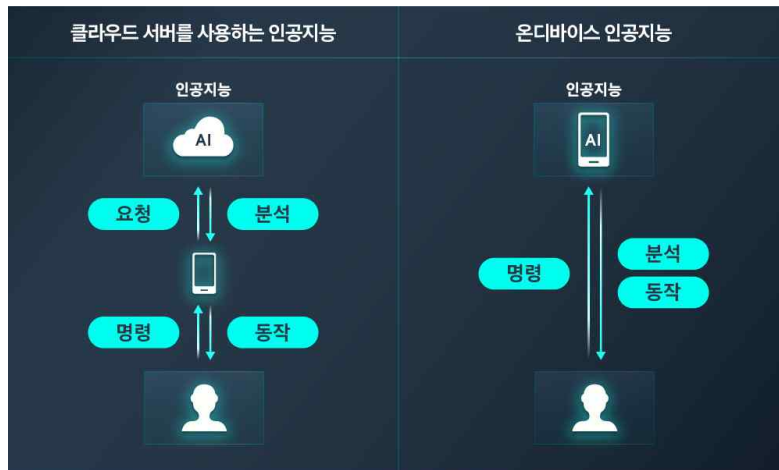 클라우드 서버를 사용하는 인공지능
온디바이스 인공지능
인공지능
AI
요청
분석
명령
동작
인공지능
AI
명령
분석
동작